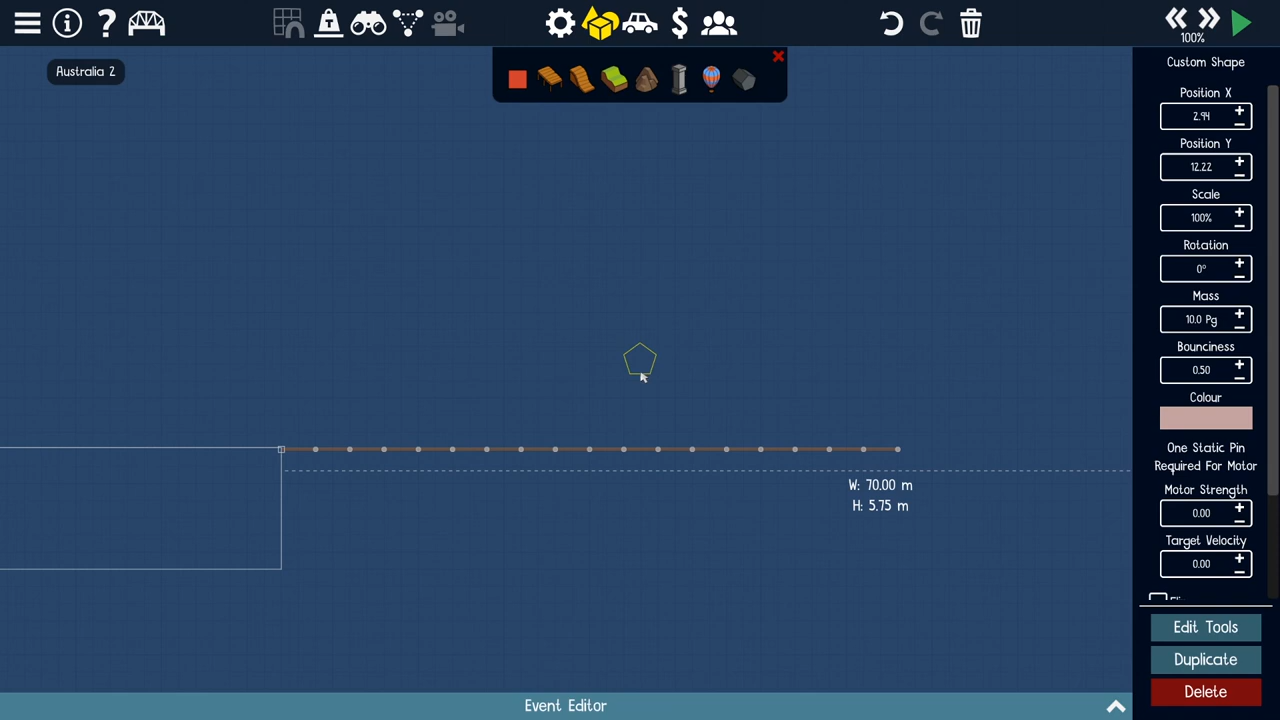 100%
Australia 2
Custom Shape
Position X
2.94
Position Y
12.22
Scale
100%
Rotation
0°
Mass
10.0 Pg
Bounciness
0.50
Colour
One Static Pin
Required For Motor
Motor Strength
0.00
Target Velocity
0.00
W: 70.00 m
H: 5.75 m
Edit Tools
Duplicate
Delete
Event Editor